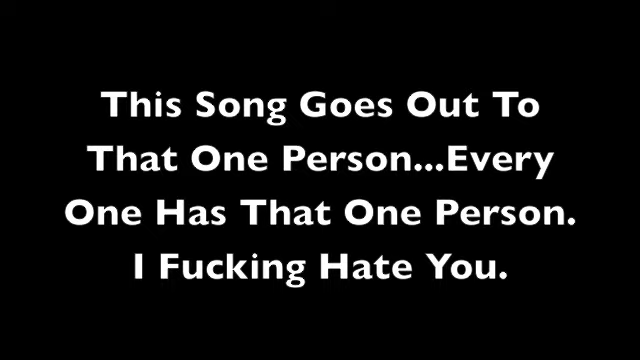 This Song Goes Out To
That One Person...Every
One Has That One Person.
I Fucking Hate You.